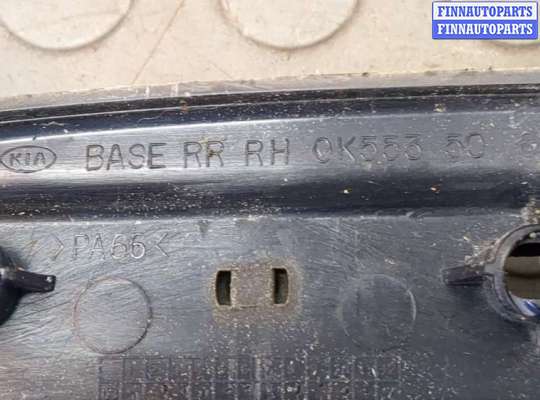 FINNAUTOPARTS
FINNAUTOPARTS
KIA BASE RR RH 0K553 50
>PA66<